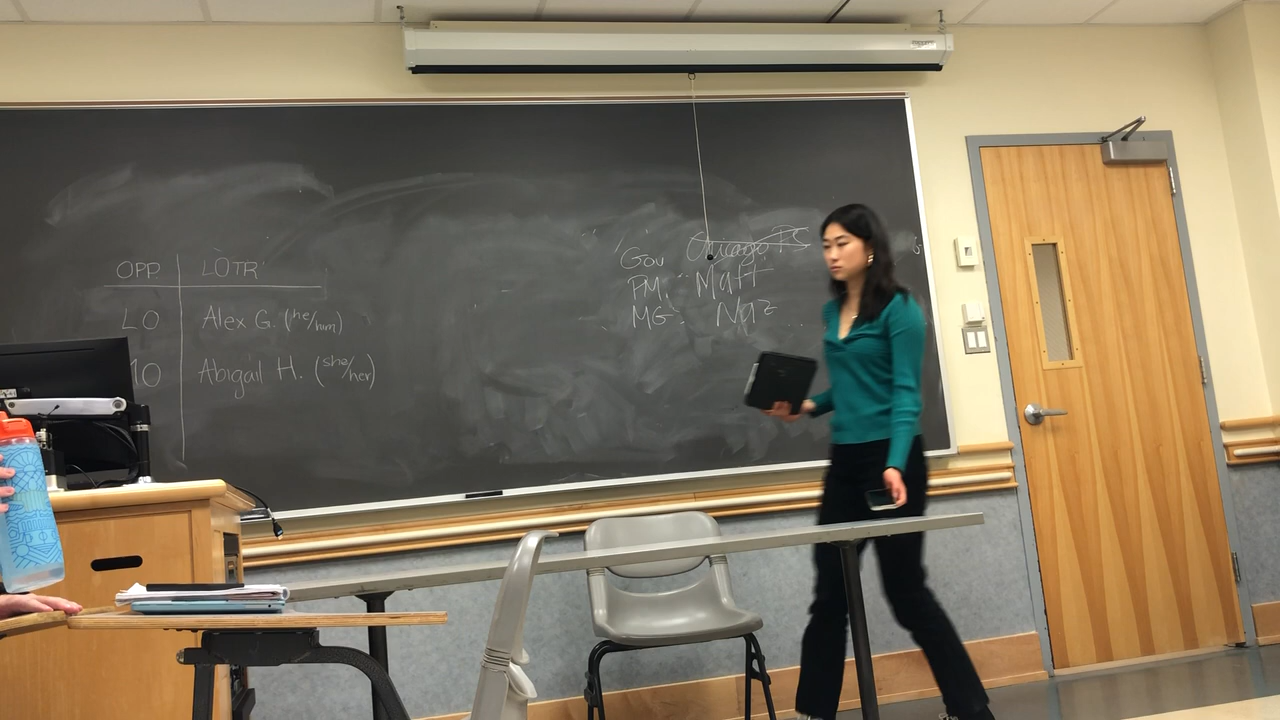 OPP LOTR
LO Alex G. (he/him)
MO Abigail H. (she/her)
Gov Chicago PS
PM: Matt
MG: Naz